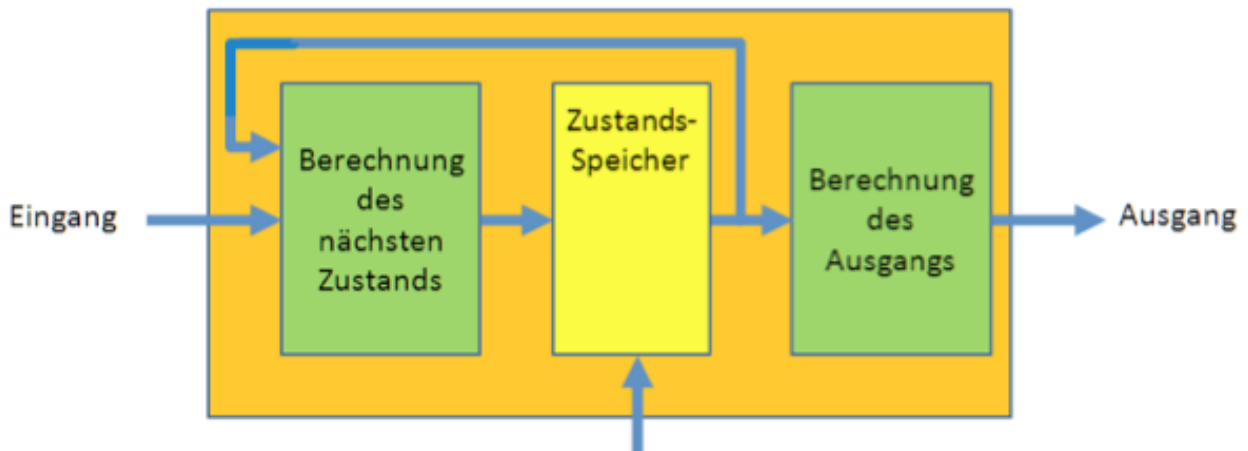 Eingang
Berechnung
des
nächsten
Zustands
Zustands-
Speicher
Berechnung
des
Ausgangs
Ausgang